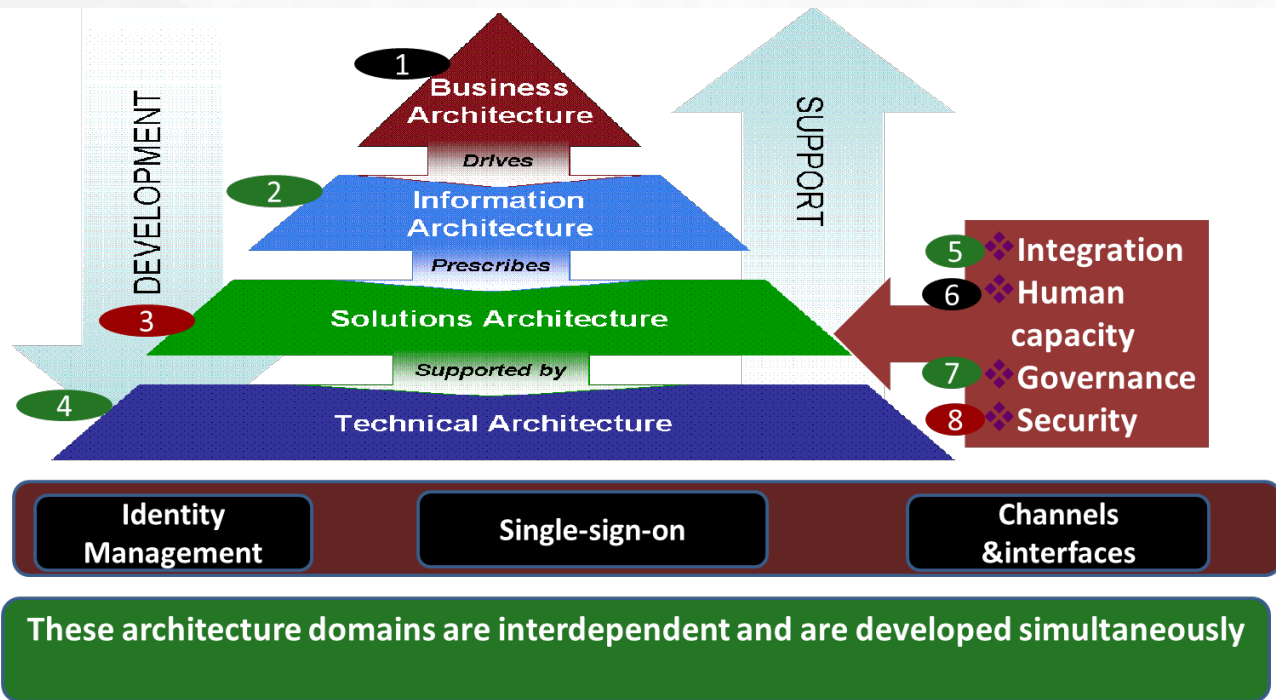 DEVELOPMENT
SUPPORT
1
Business
Architecture
Drives
2
Information
Architecture
Prescribes
3
Solutions Architecture
Supported by
4
Technical Architecture
5 ❖ Integration
6 ❖ Human
capacity
7 ❖ Governance
8 ❖ Security
Identity
Management
Single-sign-on
Channels
&interfaces
These architecture domains are interdependent and are developed simultaneously